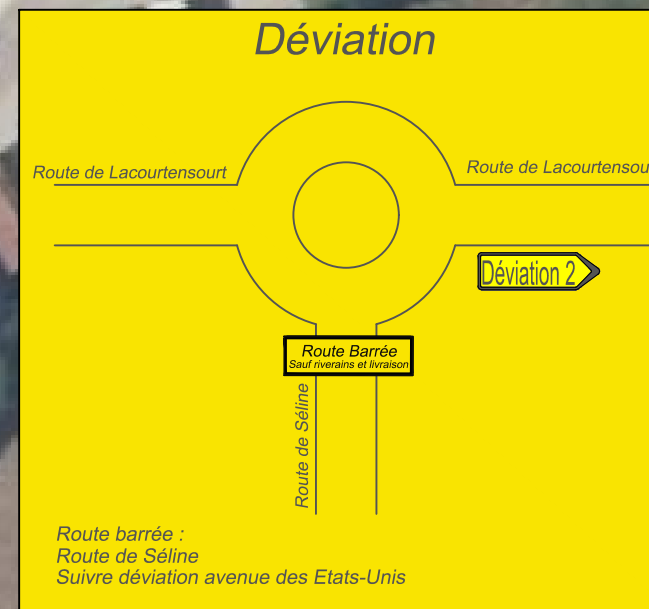 Déviation
Route de Lacourtensourt
Route de Lacourtensou
Déviation 2
Route Barrée
Sauf riverains et livraison
Route de Séline
Route barrée :
Route de Séline
Suivre déviation avenue des Etats-Unis